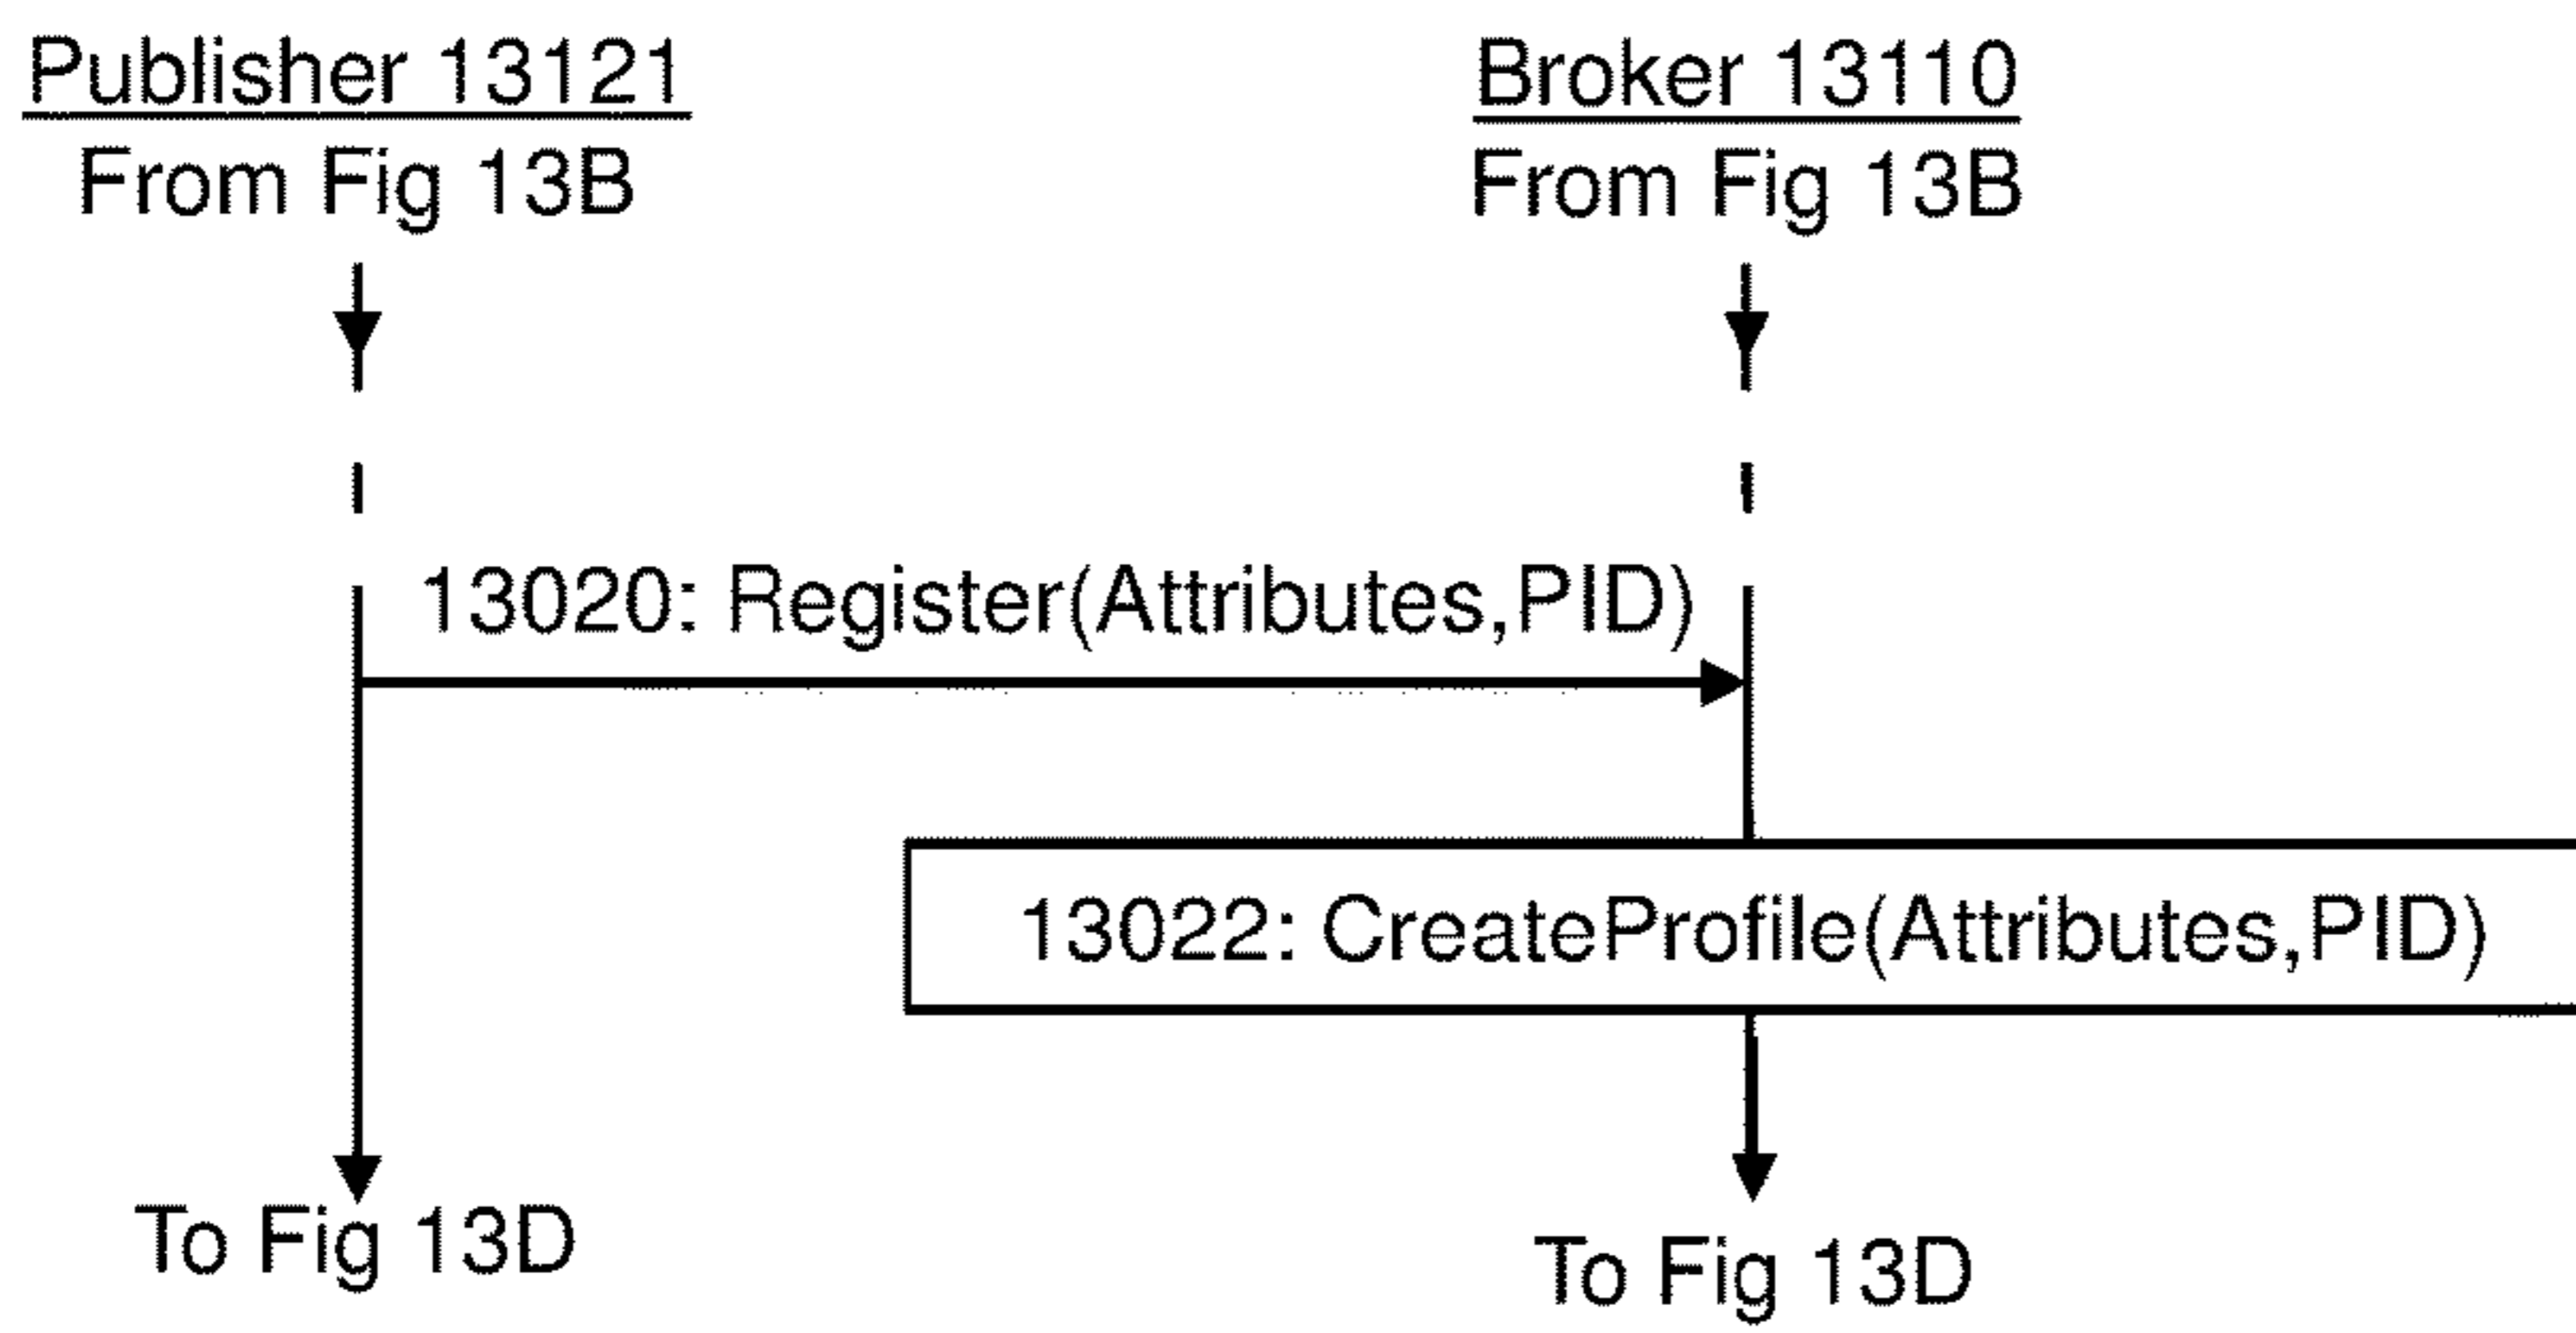 Publisher 13121
From Fig 13B
Broker 13110
From Fig 13B
13020: Register(Attributes,PID)
13022: CreateProfile(Attributes,PID)
To Fig 13D
To Fig 13D